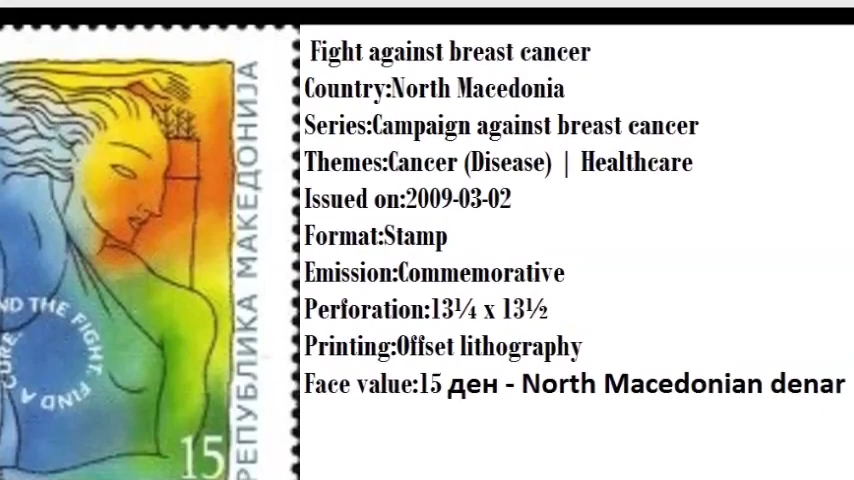 Fight against breast cancer
Country:North Macedonia
Series:Campaign against breast cancer
Themes:Cancer (Disease) | Healthcare
Issued on:2009-03-02
Format:Stamp
Emission:Commemorative
Perforation:13¼ x 13½
Printing:Offset lithography
Face value:15 ден - North Macedonian denar
РЕПУБЛИКА МАКЕДОНИЈА
THE FIGHT. FIND A CURE.
15